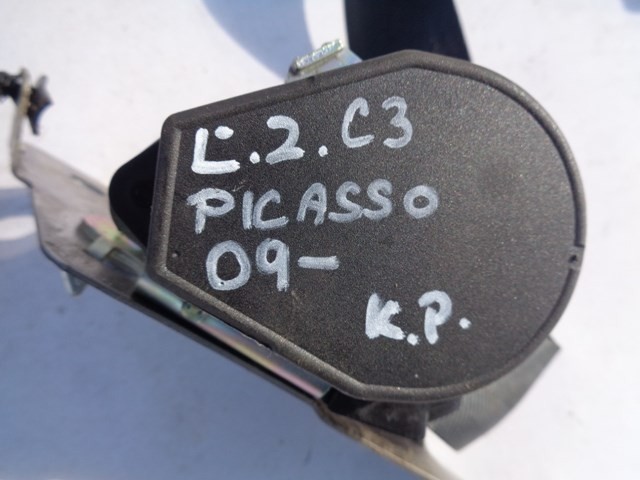 L.2. C3
PICASSO
09-
K.P.